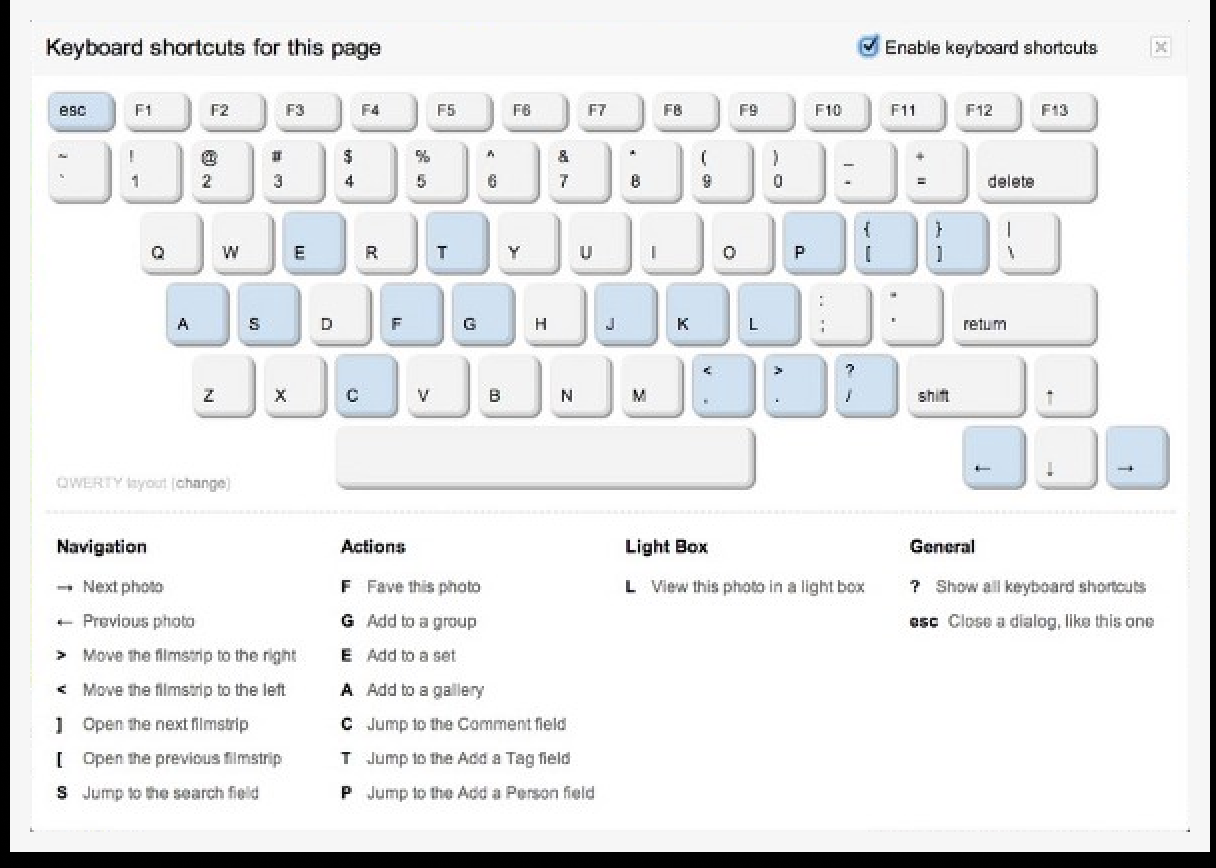 Keyboard shortcuts for this page
Enable keyboard shortcuts
esc F1 F2 F3 F4 F5 F6 F7 F8 F9 F10 F11 F12 F13
~ ! @ # $ % ^ & * ( ) _ +
` 1 2 3 4 5 6 7 8 9 0 - = delete
{ } |
Q W E R T Y U I O P [ ] \
: "
A S D F G H J K L ; ' return
< > ?
Z X C V B N M , . / shift ↑
← ↓ →
QWERTY layout (change)
Navigation
→ Next photo
← Previous photo
> Move the filmstrip to the right
< Move the filmstrip to the left
] Open the next filmstrip
[ Open the previous filmstrip
S Jump to the search field
Actions
F Fave this photo
G Add to a group
E Add to a set
A Add to a gallery
C Jump to the Comment field
T Jump to the Add a Tag field
P Jump to the Add a Person field
Light Box
L View this photo in a light box
General
? Show all keyboard shortcuts
esc Close a dialog, like this one